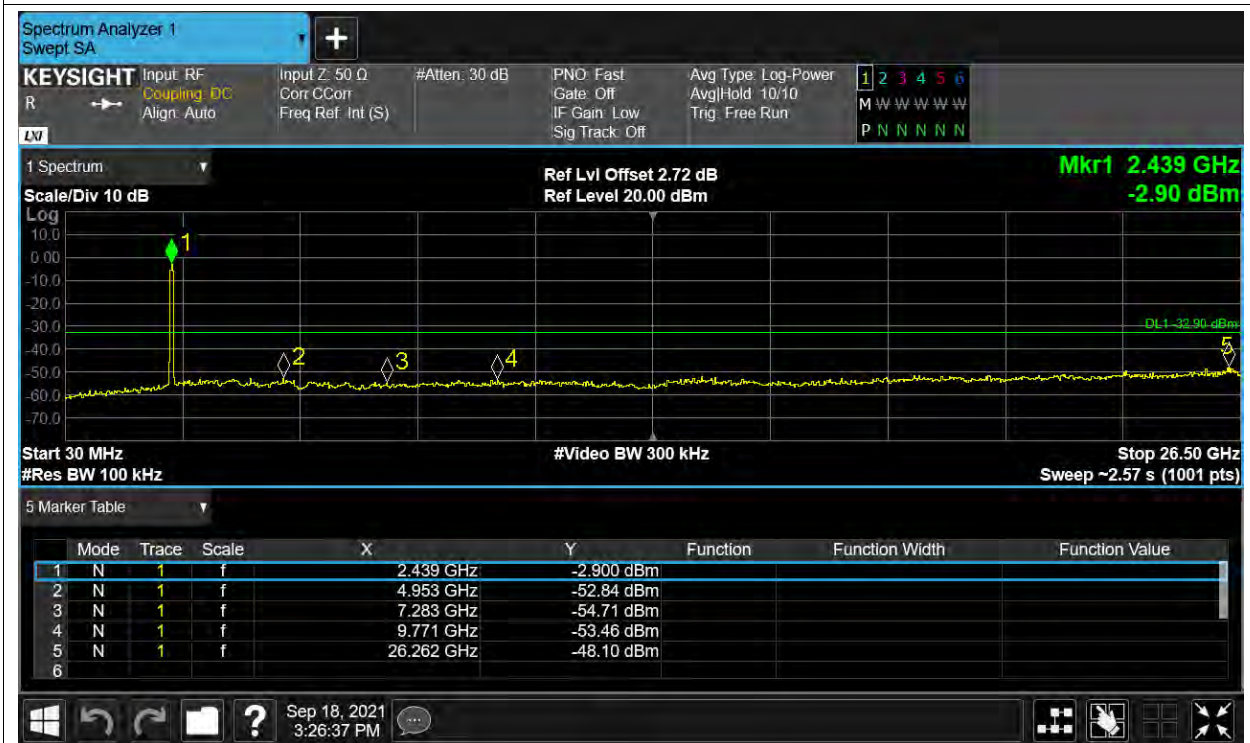 Spectrum Analyzer 1
Swept SA
+
KEYSIGHT Input: RF Input Z: 50 Ω #Atten: 30 dB PNO: Fast Avg Type: Log-Power 1 2 3 4 5 6
R Coupling: DC Corr CCorr Gate: Off Avg|Hold: 10/10 M W W W W W
Align: Auto Freq Ref: Int (S) IF Gain: Low Trig: Free Run
LXI Sig Track: Off P N N N N N
1 Spectrum Ref Lvl Offset 2.72 dB Mkr1 2.439 GHz
Scale/Div 10 dB Ref Level 20.00 dBm -2.90 dBm
Log
10.0
1
0.00
-10.0
-20.0
-30.0 DL1 -32.90 dBm
-40.0
2 3 4 5
-50.0
-60.0
-70.0
Start 30 MHz #Video BW 300 kHz Stop 26.50 GHz
#Res BW 100 kHz Sweep ~2.57 s (1001 pts)
5 Marker Table
Mode Trace Scale X Y Function Function Width Function Value
1 N 1 f 2.439 GHz -2.900 dBm
2 N 1 f 4.953 GHz -52.84 dBm
3 N 1 f 7.283 GHz -54.71 dBm
4 N 1 f 9.771 GHz -53.46 dBm
5 N 1 f 26.262 GHz -48.10 dBm
6
? Sep 18, 2021
3:26:37 PM